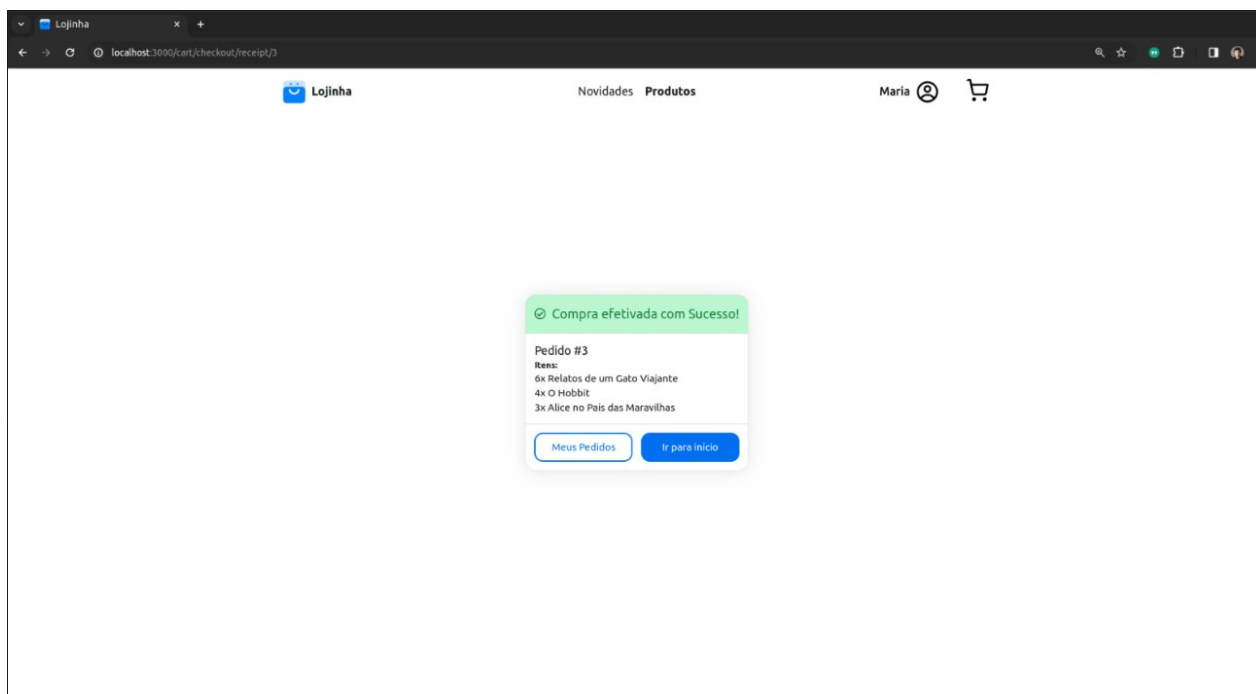 Lojinha
localhost:3000/cart/checkout/receipt/3
Lojinha Novidades Produtos Maria
Compra efetivada com Sucesso!
Pedido #3
Itens:
6x Relatos de um Gato Viajante
4x O Hobbit
3x Alice no País das Maravilhas
Meus Pedidos Ir para início